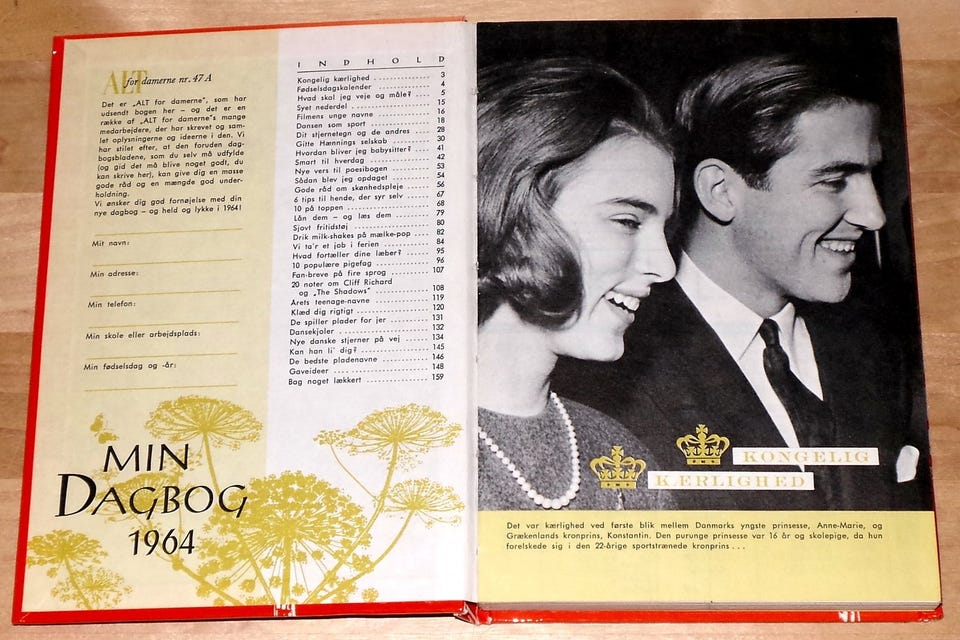 ALT for damerne nr. 47 A
Det er „ALT for damerne", som har
udsendt bogen her – og det er en
række af „ALT for damerne"s mange
medarbejdere, der har skrevet og sam-
let oplysningerne og ideerne i den. Vi
har stilet efter, at den foruden dag-
bogsbladene, som du selv må udfylde
(og gid det må blive noget godt, du
kan skrive her), kan give dig en masse
gode råd og en mængde god under-
holdning.
Vi ønsker dig god fornøjelse med din
nye dagbog – og held og lykke i 1964!
Mit navn:
Min adresse:
Min telefon:
Min skole eller arbejdsplads:
Min fødselsdag og -år:
MIN
DAGBOG
1964
INDHOLD
Kongelig kærlighed 3
Fødselsdagskalender 4
Hvad skal jeg veje og måle? 5
Syet nederdel 15
Filmens unge navne 16
Dansen som sport 18
Dit stjernetegn og de andres 28
Gitte Hænnings selskab 30
Hvordan bliver jeg babysitter? 41
Smart til hverdag 42
Nye vers til poesibogen 53
Sådan blev jeg opdaget 54
Gode råd om skønhedspleje 56
6 tips til hende, der syr selv 67
10 på toppen 68
Lån dem – og læs dem 79
Sjovt fritidstøj 80
Drik milk-shakes på mælke-pop 82
Vi ta'r et job i ferien 84
Hvad fortæller dine læber? 95
10 populære pigefag 96
Fan-breve på fire sprog 107
20 noter om Cliff Richard
og „The Shadows" 108
Årets teenage-navne 119
Klæd dig rigtigt 120
De spiller plader for jer 131
Dansekjoler 132
Nye danske stjerner på vej 134
Kan han li' dig? 145
De bedste pladenavne 146
Gaveideer 148
Bag noget lækkert 159
KONGELIG
KÆRLIGHED
Det var kærlighed ved første blik mellem Danmarks yngste prinsesse, Anne-Marie, og
Grækenlands kronprins, Konstantin. Den purunge prinsesse var 16 år og skolepige, da hun
forelskede sig i den 22-årige sportstrænede kronprins ...